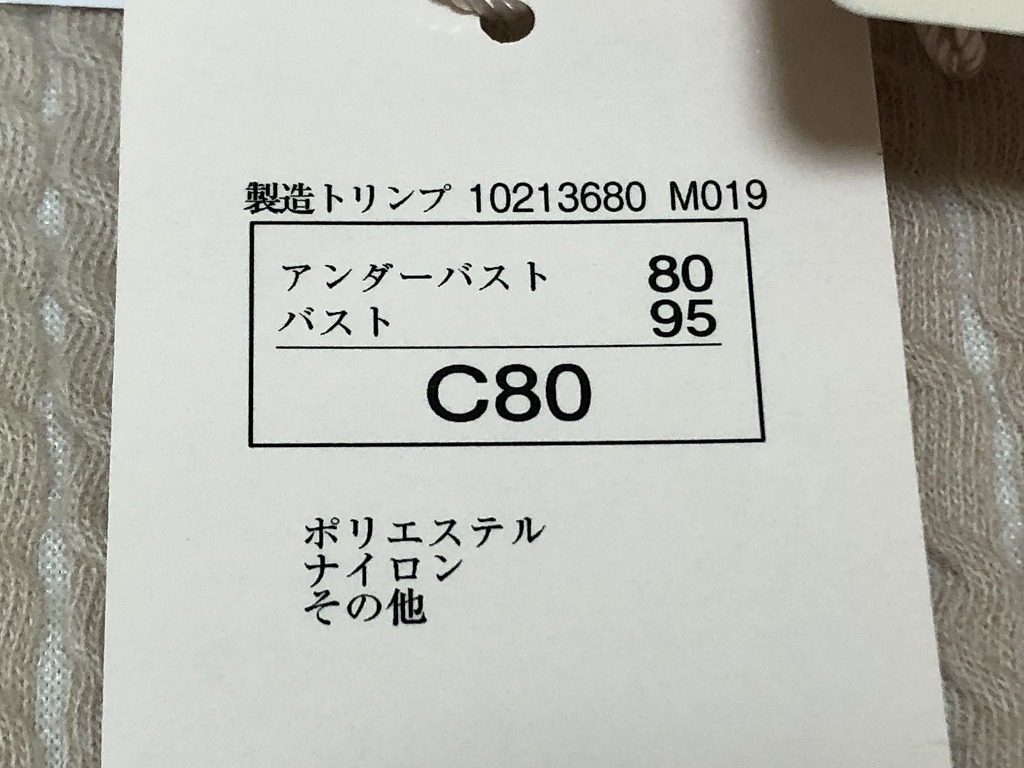 製造トリンプ 10213680 M019
アンダーバスト 80
バスト 95
C80
ポリエステル
ナイロン
その他